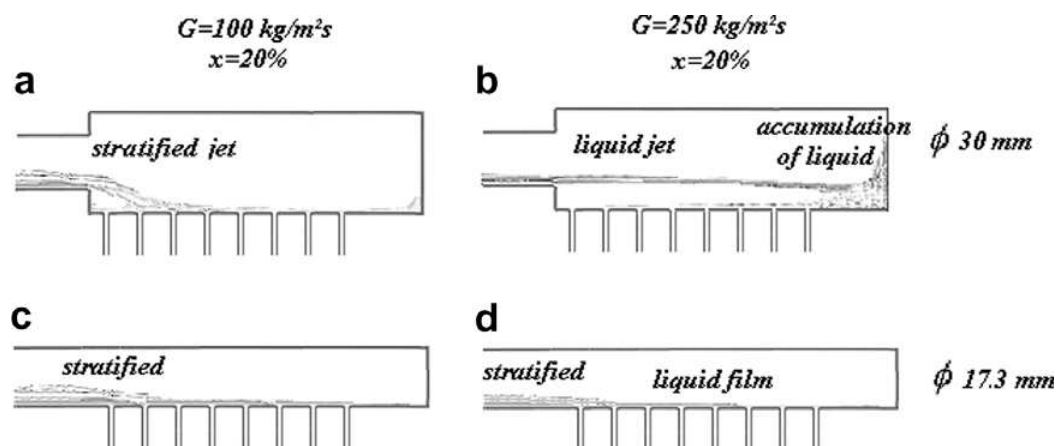 G=100 kg/m²s
x=20%
G=250 kg/m²s
x=20%
a
b
stratified jet
liquid jet
accumulation
of liquid
ϕ 30 mm
c
d
stratified
stratified
liquid film
ϕ 17.3 mm